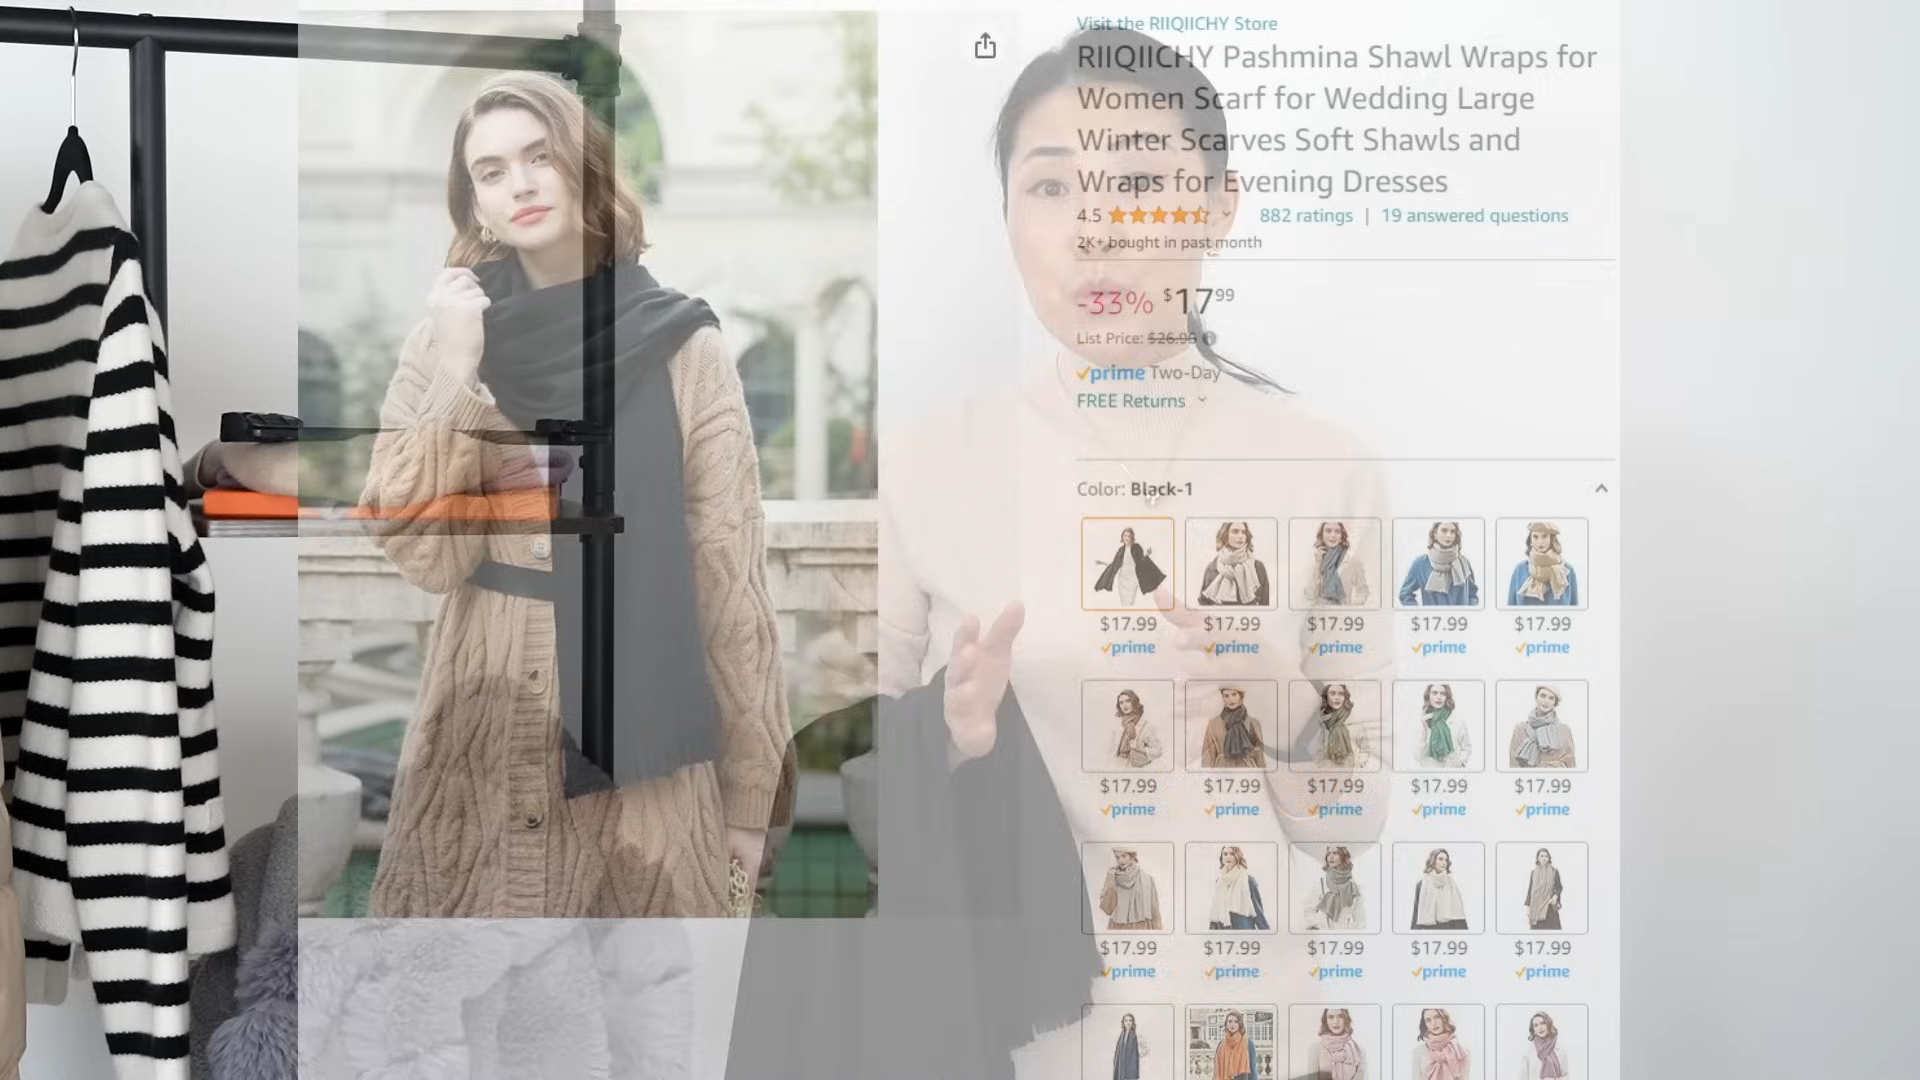 Visit the RIIQIICHY Store
RIIQIICHY Pashmina Shawl Wraps for
Women Scarf for Wedding Large
Winter Scarves Soft Shawls and
Wraps for Evening Dresses
4.5 882 ratings | 19 answered questions
2K+ bought in past month
-33% $17.99
List Price: $26.98
prime Two-Day
FREE Returns
Color: Black-1
$17.99 $17.99 $17.99 $17.99 $17.99
prime prime prime prime prime
$17.99 $17.99 $17.99 $17.99 $17.99
prime prime prime prime prime
$17.99 $17.99 $17.99 $17.99 $17.99
prime prime prime prime prime